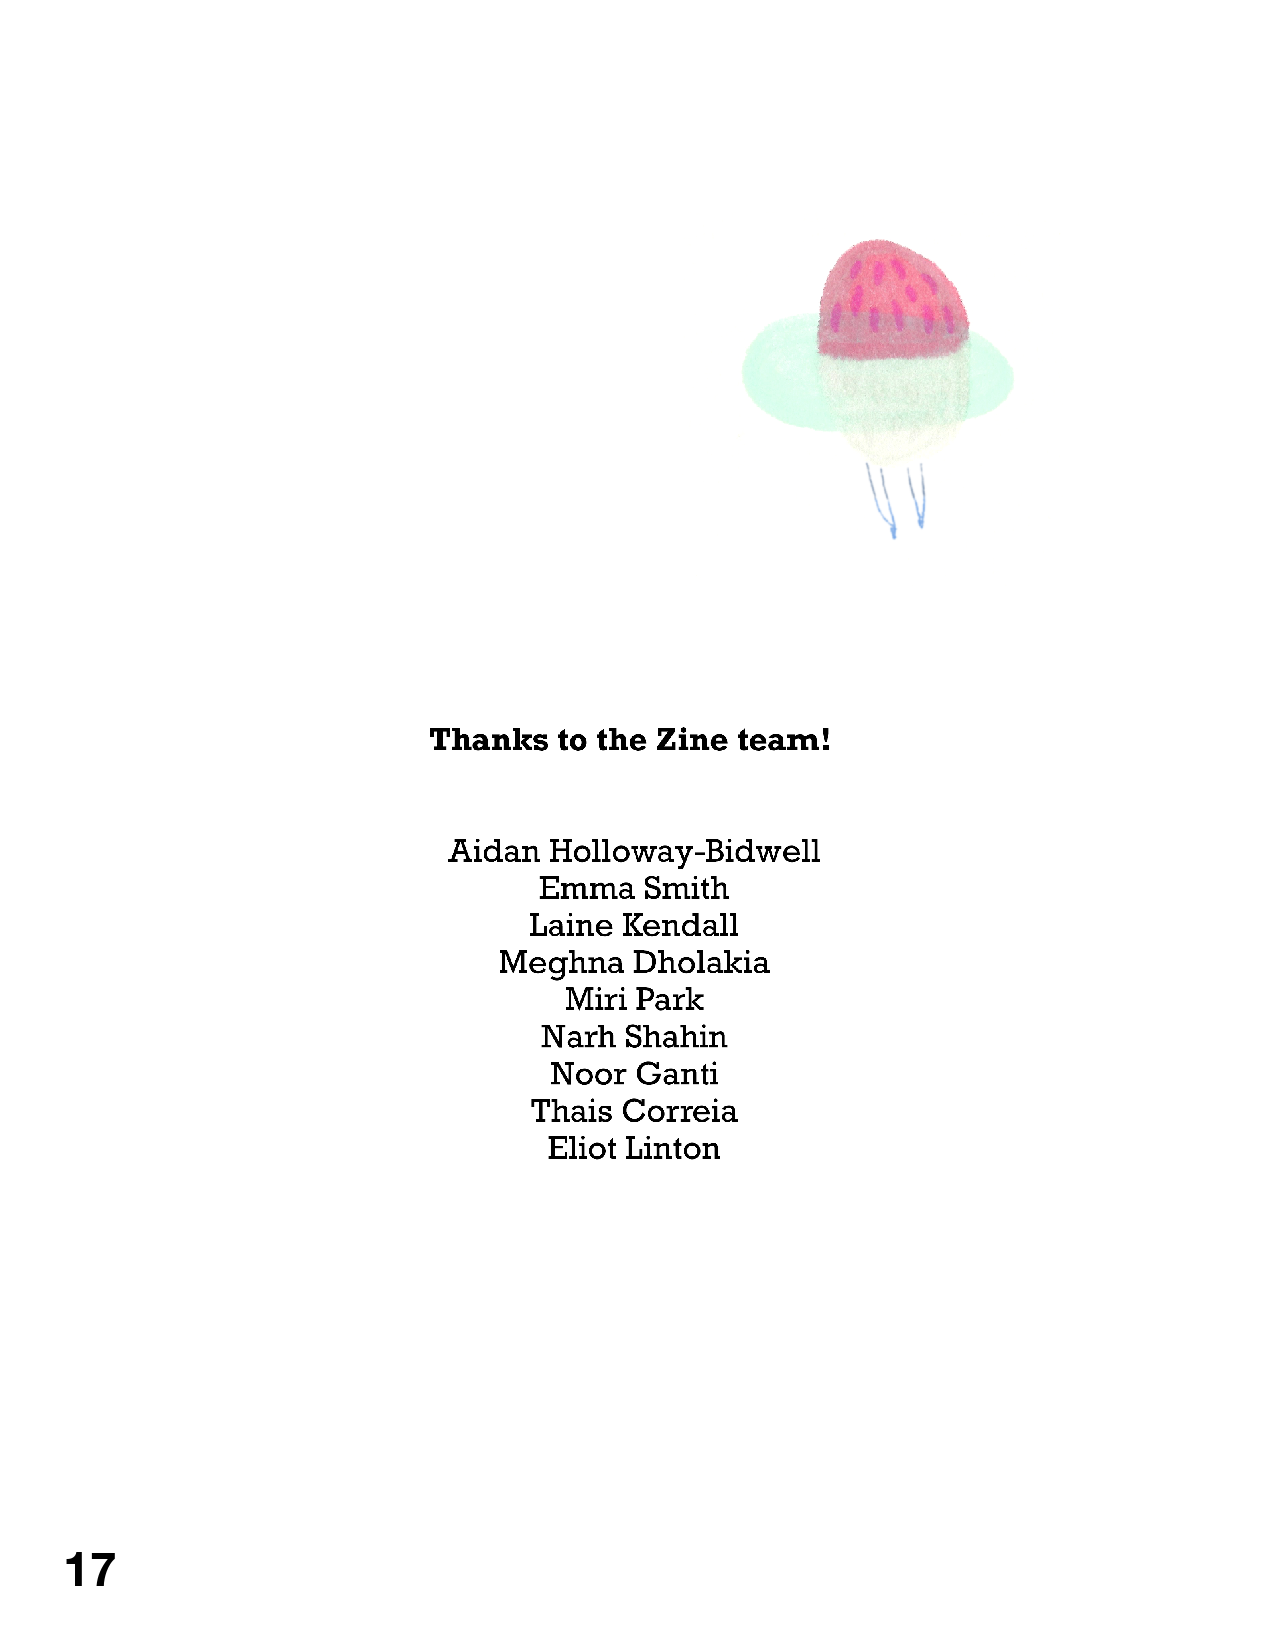 Thanks to the Zine team!
Aidan Holloway-Bidwell
Emma Smith
Laine Kendall
Meghna Dholakia
Miri Park
Narh Shahin
Noor Ganti
Thais Correia
Eliot Linton
17